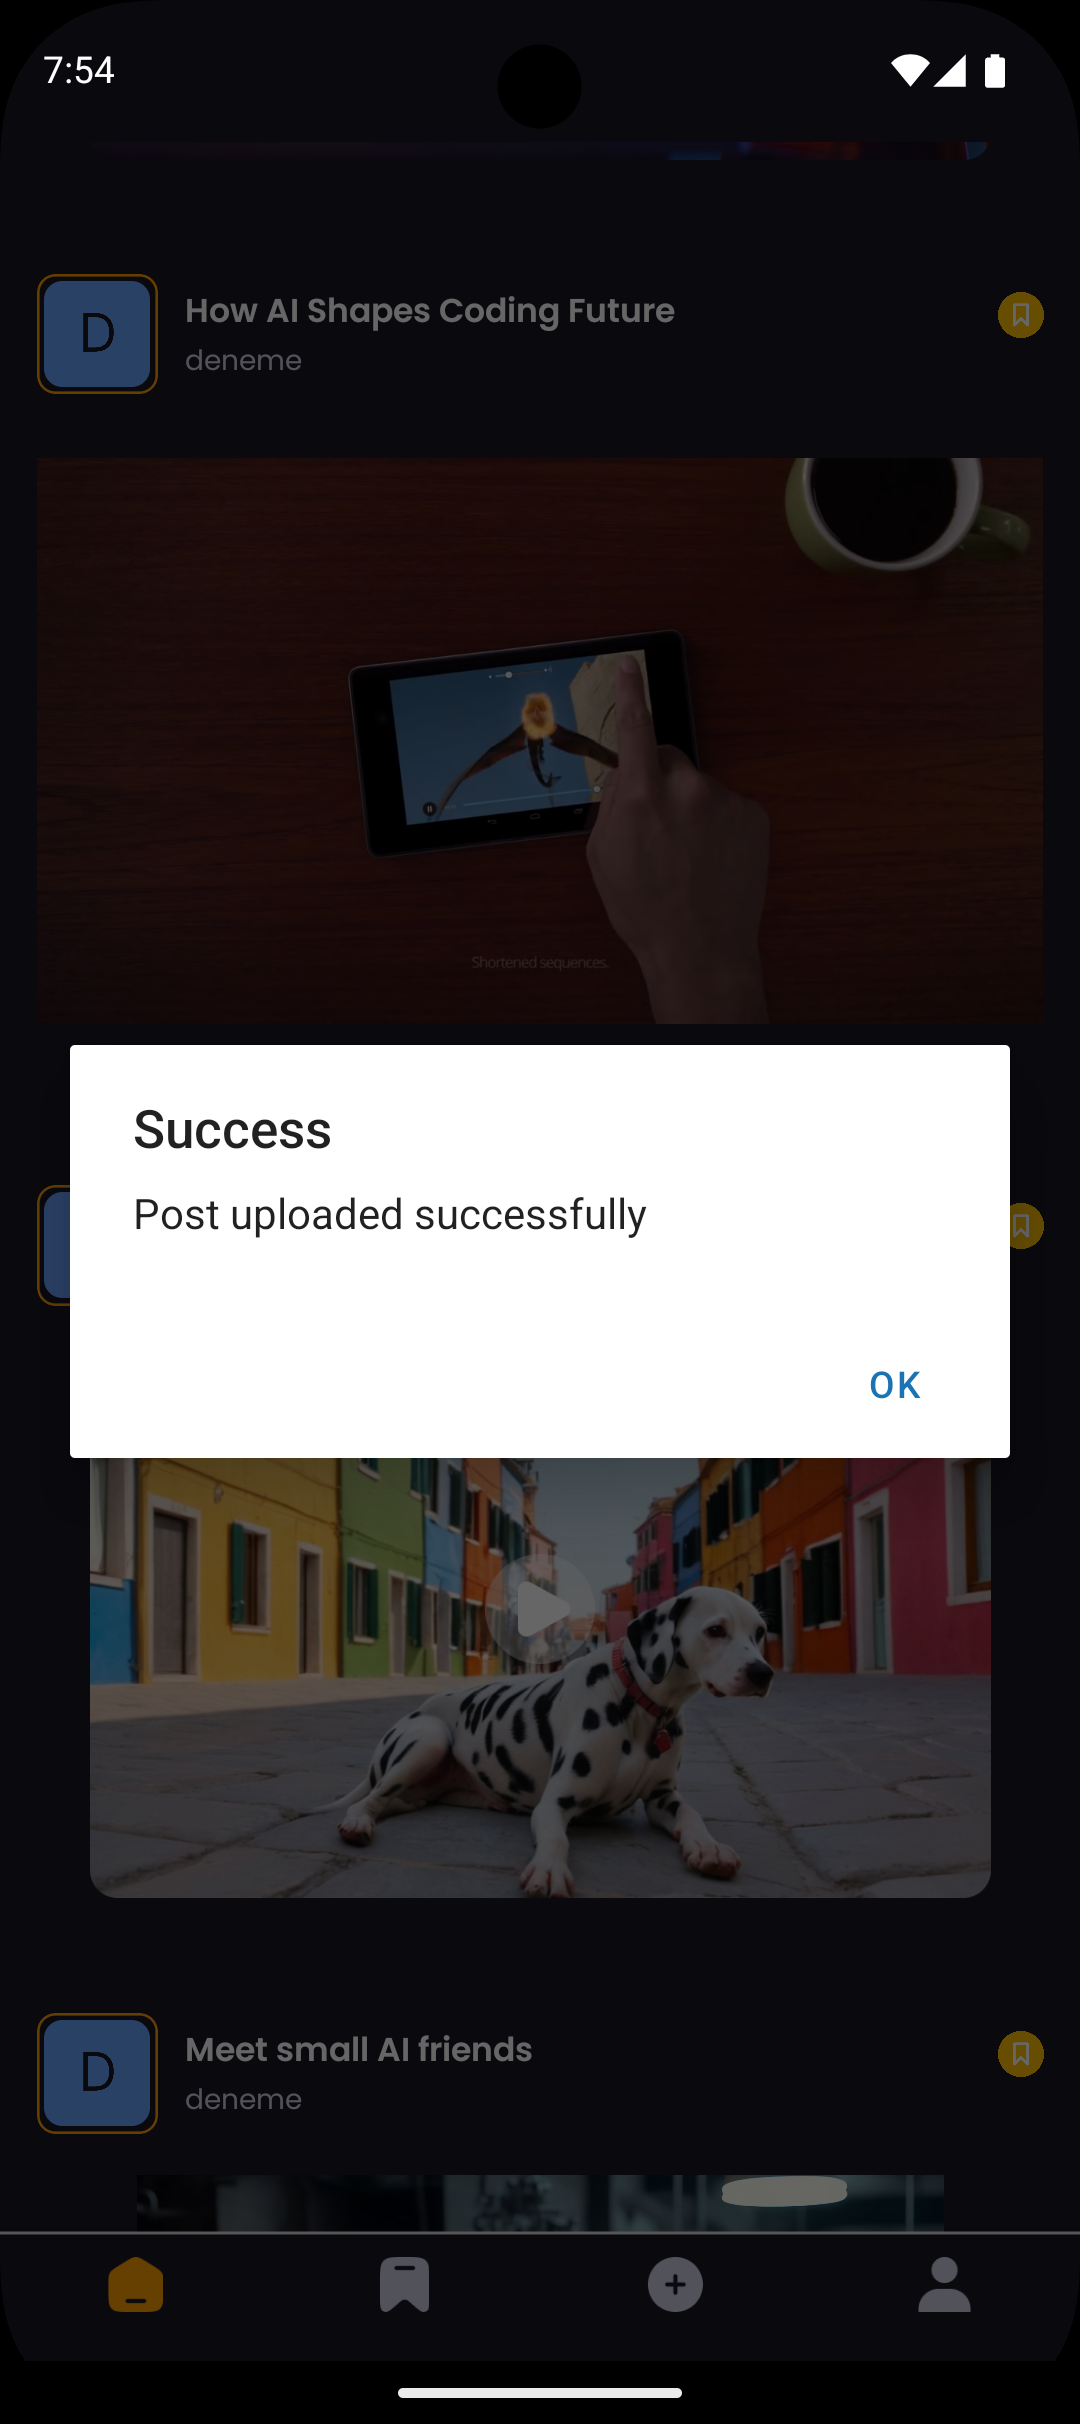 7:54
D
How AI Shapes Coding Future
deneme
Shortened sequences.
Success
Post uploaded successfully
OK
D
Meet small AI friends
deneme